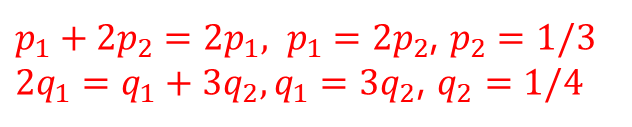 p₁ + 2p₂ = 2p₁, p₁ = 2p₂, p₂ = 1/3
2q₁ = q₁ + 3q₂, q₁ = 3q₂, q₂ = 1/4